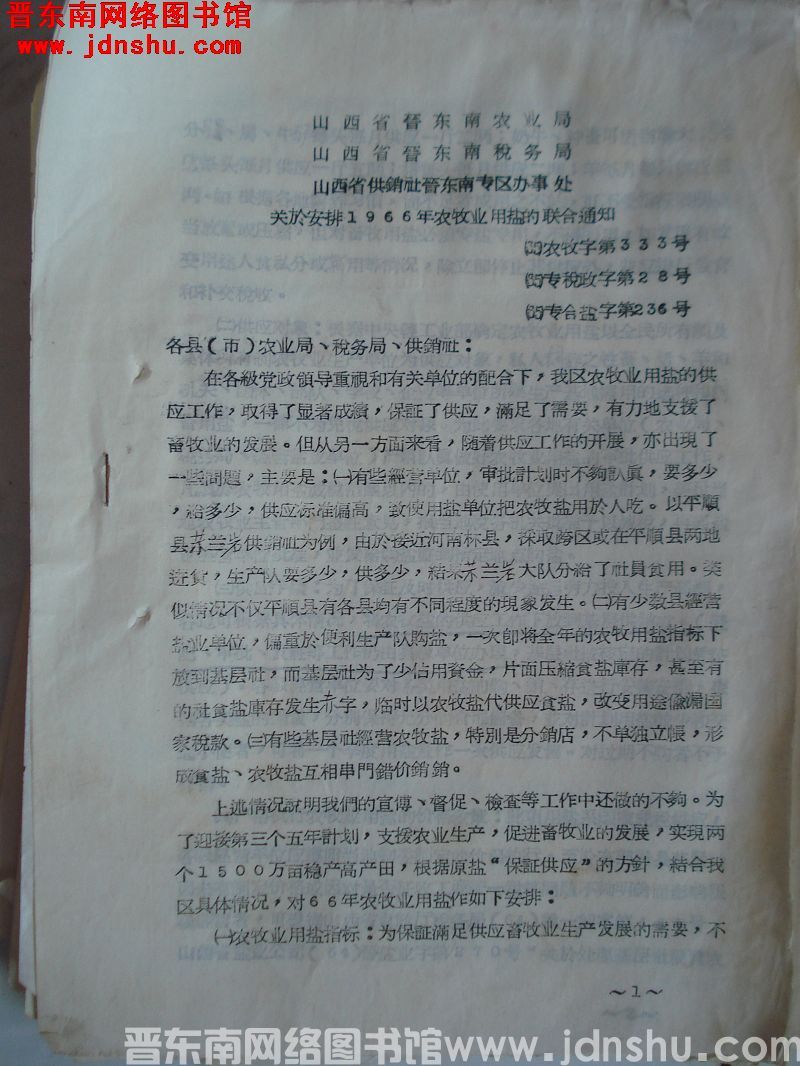 晋东南网络图书馆
www.jdnshu.com
山西省晉东南农业局
山西省晉东南稅务局
山西省供銷社晉东南专区办事处
关於安排1966年农牧业用盐的联合通知
(65)农牧字第333号
(65)专稅政字第28号
(65)专合盐字第236号
各县(市)农业局、稅务局、供銷社:
在各級党政領导重視和有关单位的配合下,我区农牧业用盐的供
应工作,取得了显著成績,保証了供应,滿足了需要,有力地支援了
畜牧业的发展。但从另一方面来看,随着供应工作的开展,亦出現了
一些問題,主要是:㈠有些經营单位,审批計划时不夠認眞,要多少
,給多少,供应标准偏高,致使用盐单位把农牧盐用於人吃。以平順
县茉兰岩供銷社为例,由於接近河南林县,採取跨区或在平順县两地
进食,生产队要多少,供多少,結果茉兰岩大队分給了社員食用。类
似情况不仅平順县有各县均有不同程度的現象发生。㈡有少数县經营
盐业单位,偏重於便利生产队购盐,一次卽将全年的农牧用盐指标下
放到基层社,而基层社为了少佔用資金,片面压縮食盐庫存,甚至有
的社食盐庫存发生赤字,临时以农牧盐代供应食盐,改变用途偸漏国
家稅款。㈢有些基层社經营农牧盐,特別是分銷店,不单独立帳,形
成食盐、农牧盐互相串門錯价銷銷。
上述情况説明我們的宣傳、督促、檢查等工作中还做的不夠。为
了迎接第三个五年計划,支援农业生产,促进畜牧业的发展,实現两
个1500万亩稳产高产田,根据原盐“保証供应”的方針,結合我
区具体情况,对66年农牧业用盐作如下安排:
㈠农牧业用盐指标:为保証滿足供应畜牧业生产发展的需要,不
~1~
晋东南网络图书馆www.jdnshu.com